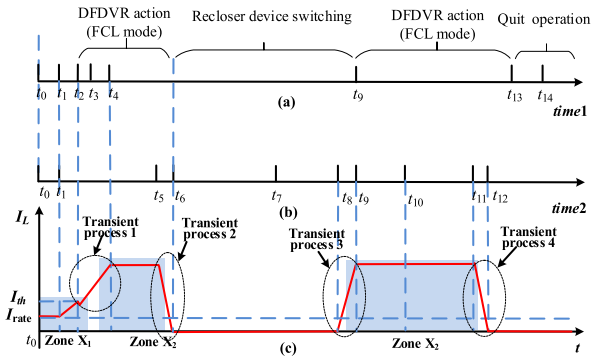 DFDVR action
(FCL mode)
Recloser device switching
DFDVR action
(FCL mode)
Quit operation
t0 t1 t2 t3 t4 t9 t13 t14
(a)
time1
t0 t1 t5 t6 t7 t8 t9 t10 t11 t12
(b)
time2
IL
Transient
process 1
Transient
process 2
Transient
process 3
Transient
process 4
Ith
Irate
t0
Zone X1
Zone X2
Zone X2
t
(c)